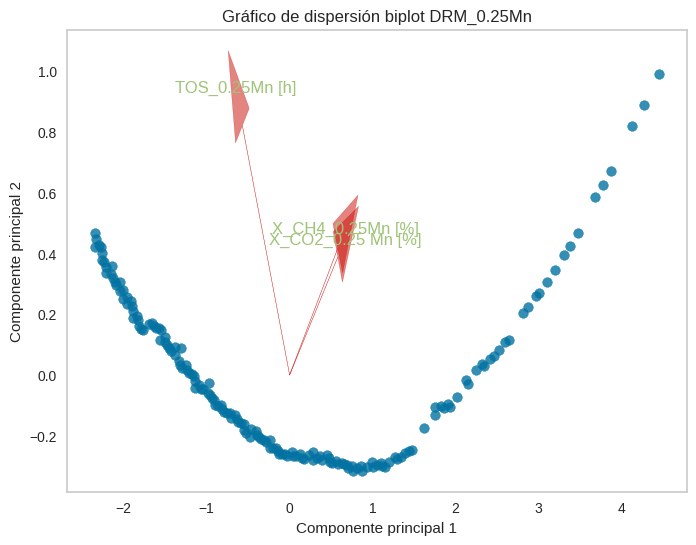 Gráfico de dispersión biplot DRM_0.25Mn
Componente principal 2
1.0
0.8
0.6
0.4
0.2
0.0
−0.2
TOS_0.25Mn [h]
X_CH4_0.25Mn [%]
X_CO2_0.25 Mn [%]
−2
−1
0
1
2
3
4
Componente principal 1